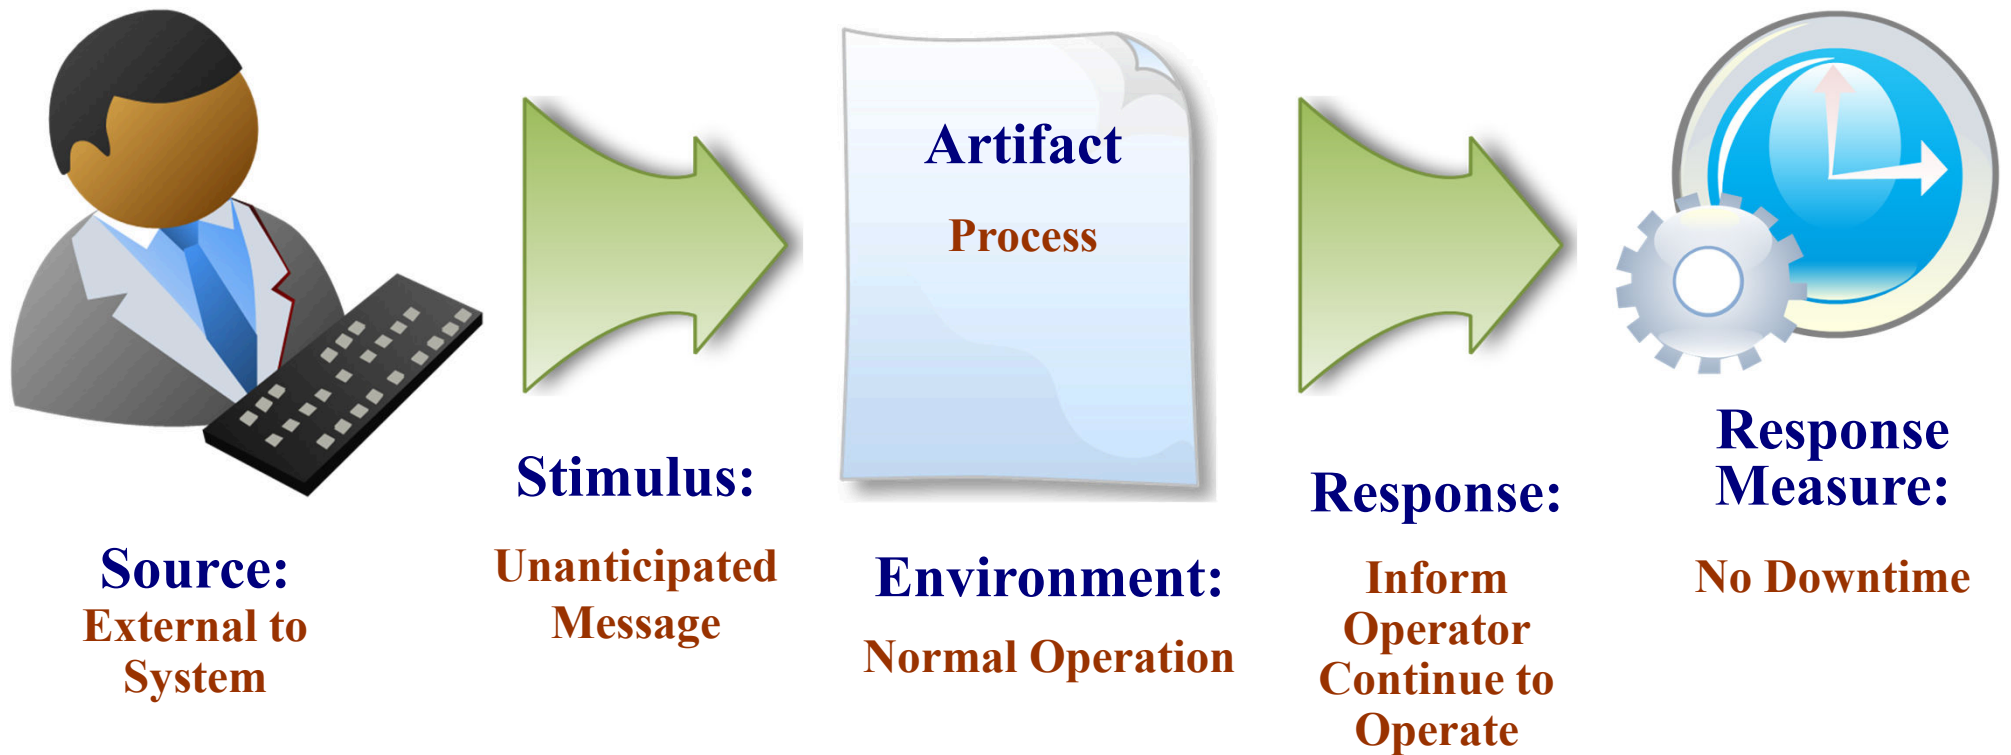 Source:
External to
System
Stimulus:
Unanticipated
Message
Artifact
Process
Environment:
Normal Operation
Response:
Inform
Operator
Continue to
Operate
Response
Measure:
No Downtime